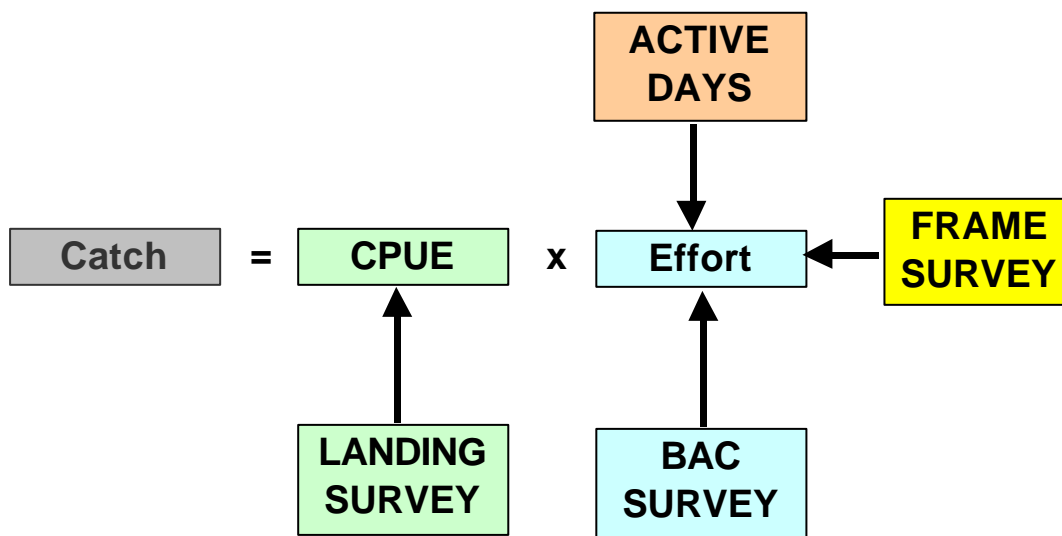 ACTIVE
DAYS
Catch = CPUE x Effort
FRAME
SURVEY
LANDING
SURVEY
BAC
SURVEY